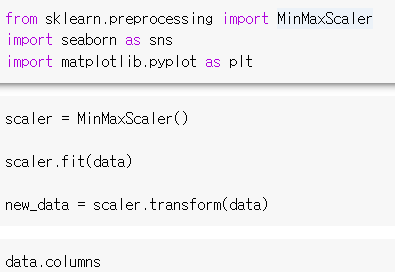 from sklearn.preprocessing import MinMaxScaler
import seaborn as sns
import matplotlib.pyplot as plt
scaler = MinMaxScaler()
scaler.fit(data)
new_data = scaler.transform(data)
data.columns